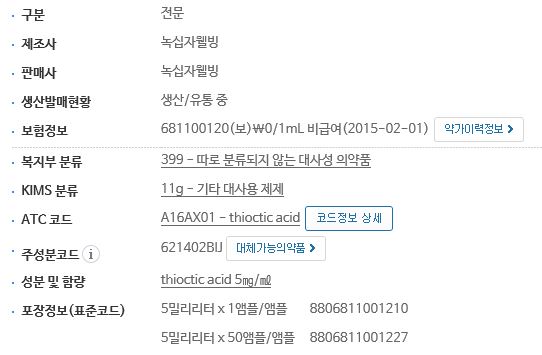 구분 전문
제조사 녹십자웰빙
판매사 녹십자웰빙
생산발매현황 생산/유통 중
보험정보 681100120(보)₩0/1mL 비급여(2015-02-01) 약가이력정보
복지부 분류 399 - 따로 분류되지 않는 대사성 의약품
KIMS 분류 11g - 기타 대사용 제제
ATC 코드 A16AX01 - thioctic acid 코드정보 상세
주성분코드 i 621402BIJ 대체가능의약품
성분 및 함량 thioctic acid 5㎎/㎖
포장정보(표준코드) 5밀리리터 x 1앰플/앰플 8806811001210
5밀리리터 x 50앰플/앰플 8806811001227